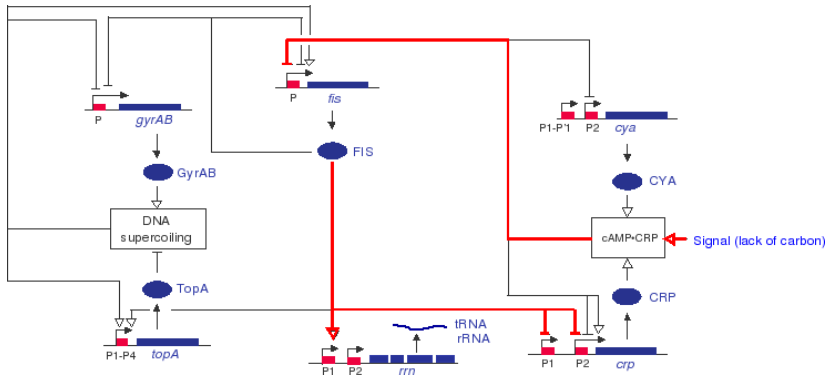 P
fis
P
gyrAB
P1-P'1
P2
cya
FIS
GyrAB
CYA
DNA
supercoiling
cAMP•CRP
Signal (lack of carbon)
TopA
CRP
tRNA
rRNA
P1-P4
topA
P1
P2
rrn
P1
P2
crp